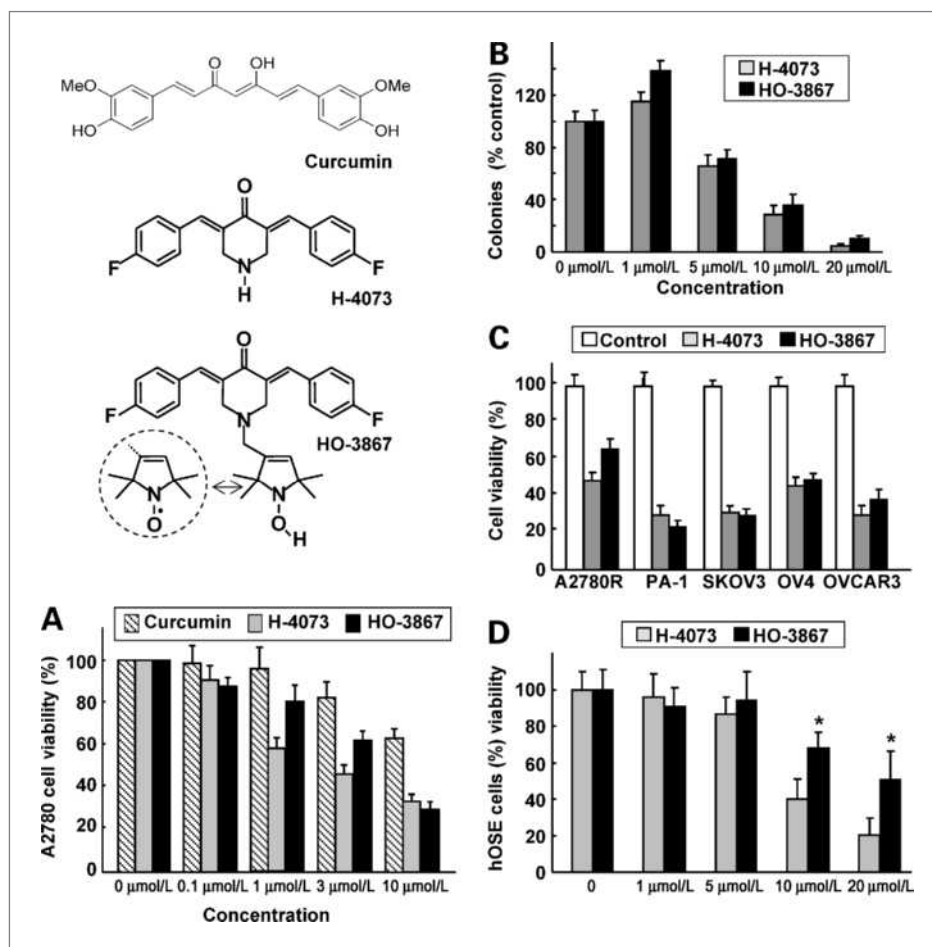 O
OH
MeO
OMe
HO
OH
Curcumin
O
F
F
N
H
H-4073
O
F
F
N
HO-3867
N
O•
N
O
H
B
H-4073
HO-3867
Colonies (% control)
120
80
40
0
0 µmol/L 1 µmol/L 5 µmol/L 10 µmol/L 20 µmol/L
Concentration
C
Control H-4073 HO-3867
Cell viability (%)
100
80
60
40
20
0
A2780R PA-1 SKOV3 OV4 OVCAR3
A
Curcumin H-4073 HO-3867
A2780 cell viability (%)
100
80
60
40
20
0
0 µmol/L 0.1 µmol/L 1 µmol/L 3 µmol/L 10 µmol/L
Concentration
D
H-4073 HO-3867
hOSE cells (%) viability
100
80
60
40
20
0
* *
0 1 µmol/L 5 µmol/L 10 µmol/L 20 µmol/L